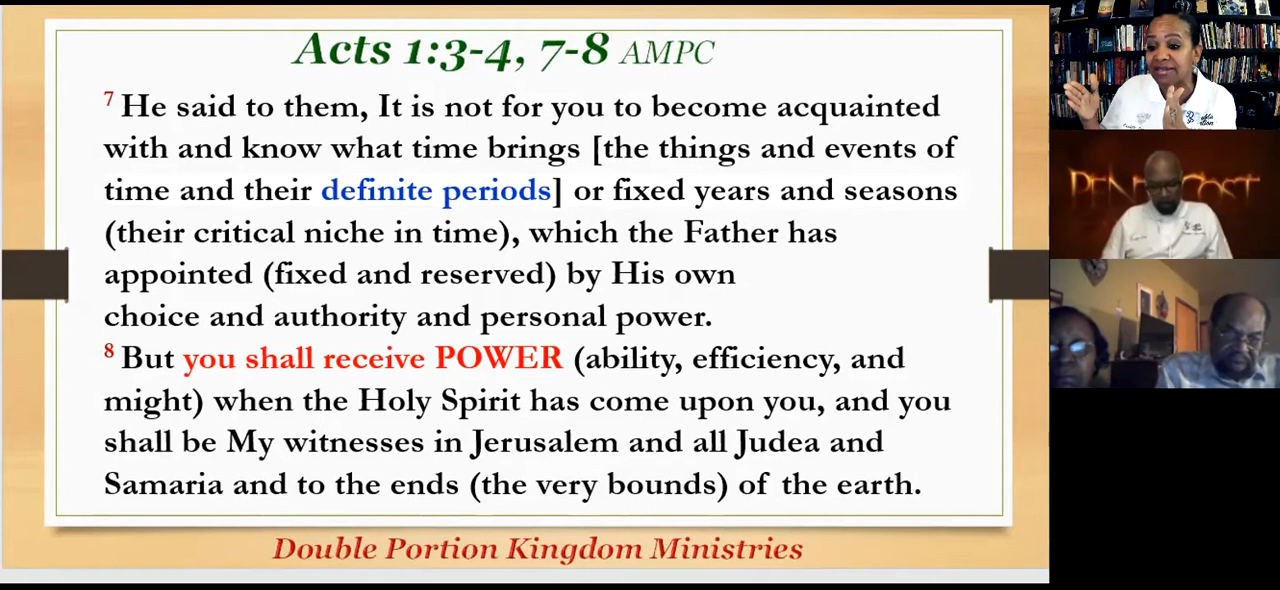 Acts 1:3-4, 7-8 AMPC
7 He said to them, It is not for you to become acquainted
with and know what time brings [the things and events of
time and their definite periods] or fixed years and seasons
(their critical niche in time), which the Father has
appointed (fixed and reserved) by His own
choice and authority and personal power.
8 But you shall receive POWER (ability, efficiency, and
might) when the Holy Spirit has come upon you, and you
shall be My witnesses in Jerusalem and all Judea and
Samaria and to the ends (the very bounds) of the earth.
Double Portion Kingdom Ministries